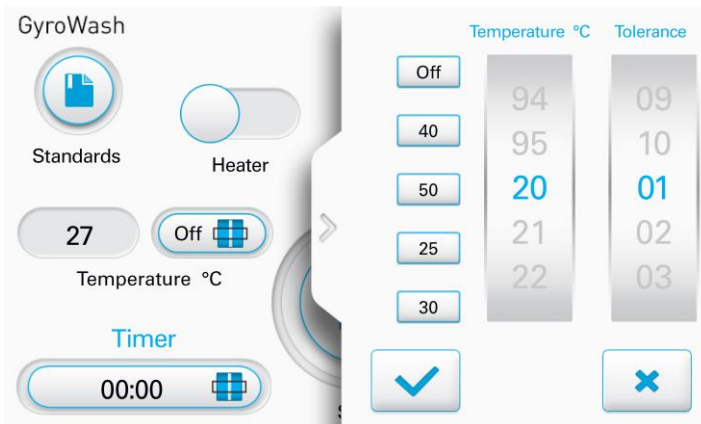 GyroWash
Standards
Heater
27
Off
Temperature °C
Timer
00:00
Temperature °C
Tolerance
Off
40
50
25
30
94
95
20
21
22
09
10
01
02
03